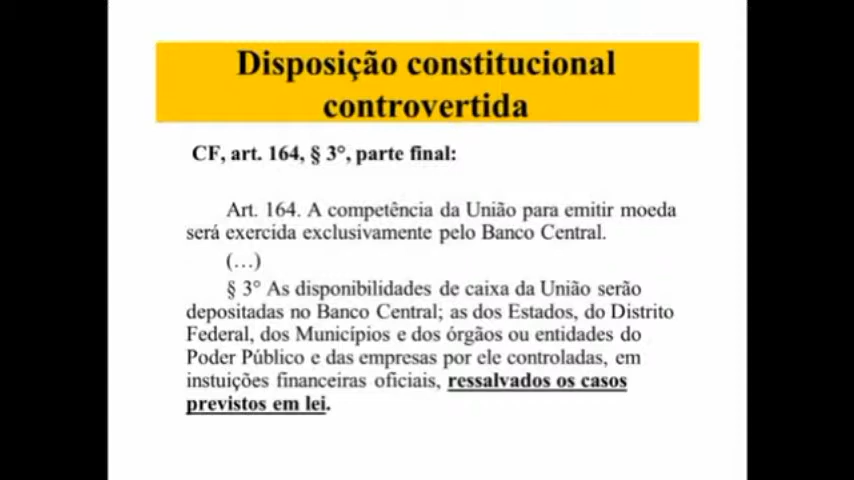 Disposição constitucional
controvertida
CF, art. 164, § 3°, parte final:
Art. 164. A competência da União para emitir moeda
será exercida exclusivamente pelo Banco Central.
(…)
§ 3° As disponibilidades de caixa da União serão
depositadas no Banco Central; as dos Estados, do Distrito
Federal, dos Municípios e dos órgãos ou entidades do
Poder Público e das empresas por ele controladas, em
instuições financeiras oficiais, ressalvados os casos
previstos em lei.